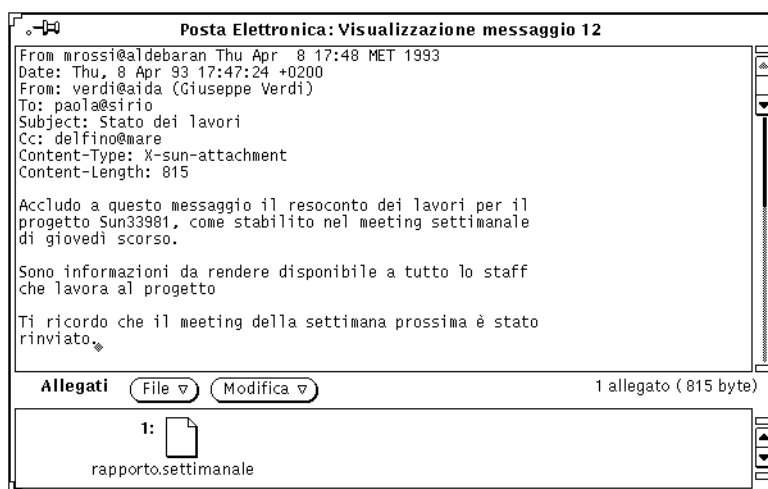 Posta Elettronica: Visualizzazione messaggio 12
From mrossi@aldebaran Thu Apr  8 17:48 MET 1993
Date: Thu, 8 Apr 93 17:47:24 +0200
From: verdi@aida (Giuseppe Verdi)
To: paola@sirio
Subject: Stato dei lavori
Cc: delfino@mare
Content-Type: X-sun-attachment
Content-Length: 815
Accludo a questo messaggio il resoconto dei lavori per il
progetto Sun33981, come stabilito nel meeting settimanale
di giovedì scorso.
Sono informazioni da rendere disponibile a tutto lo staff
che lavora al progetto
Ti ricordo che il meeting della settimana prossima è stato
rinviato.
Allegati File Modifica 1 allegato ( 815 byte)
1:
rapporto.settimanale